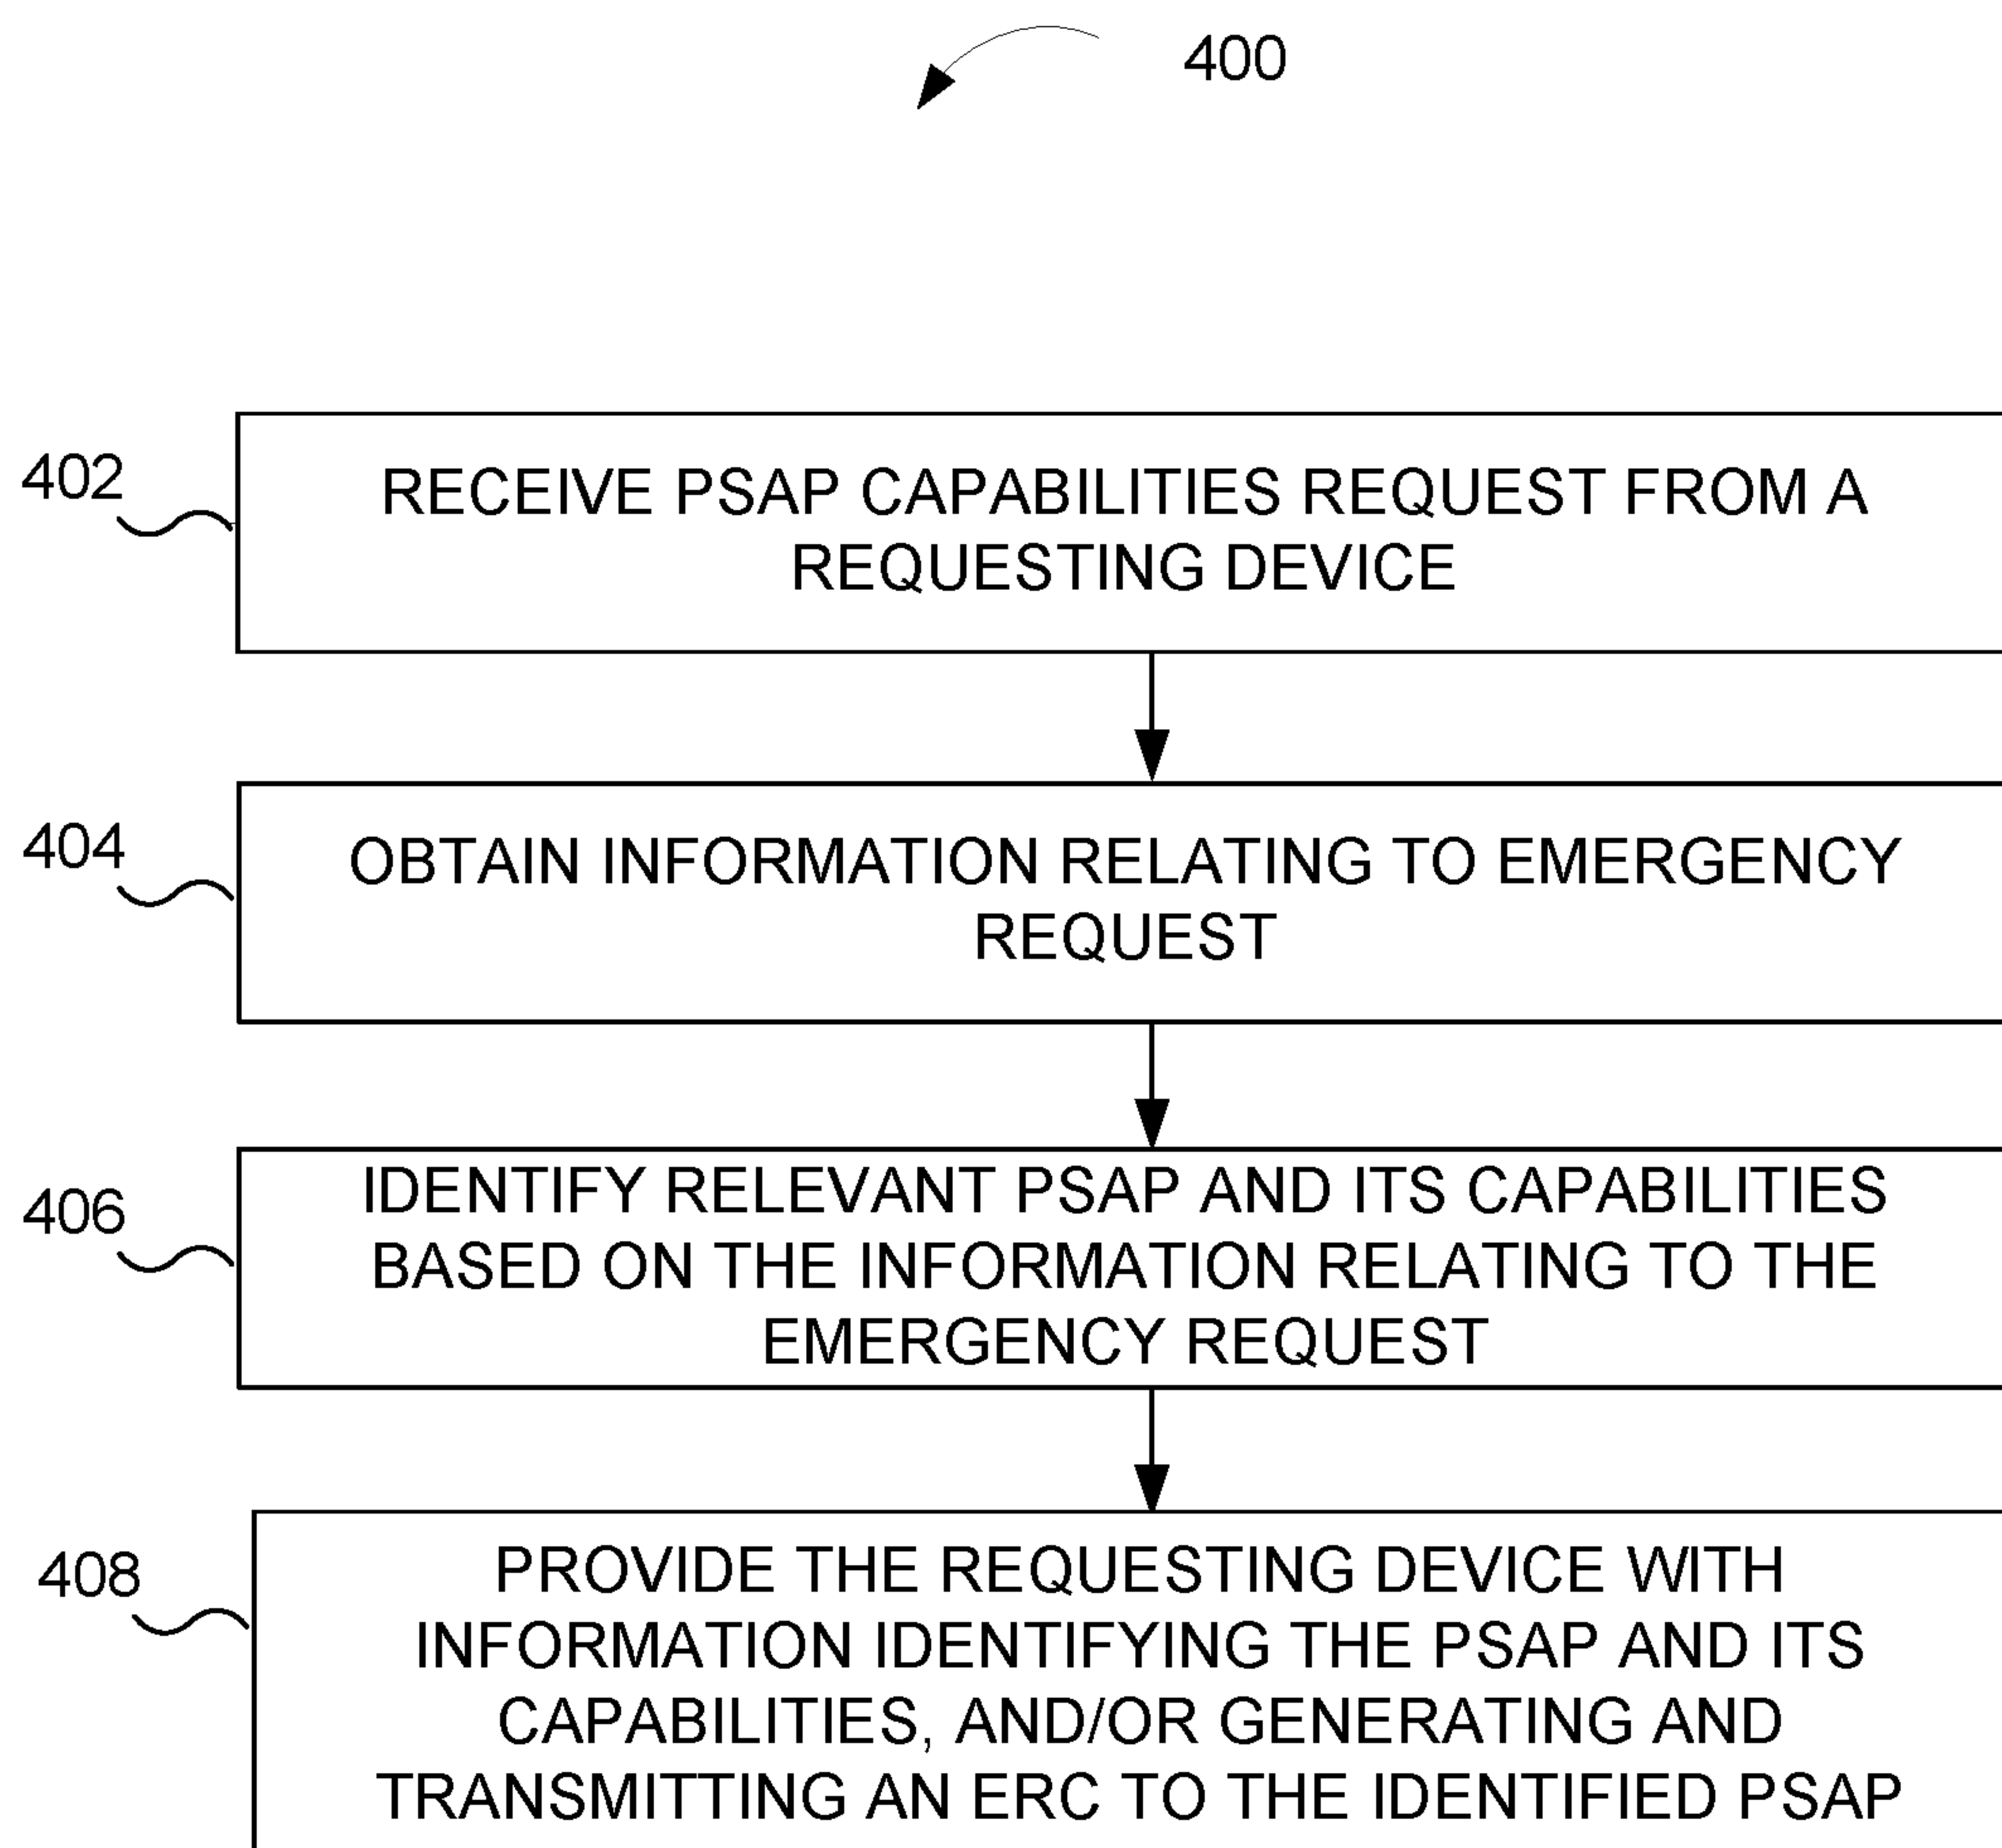 400
402
RECEIVE PSAP CAPABILITIES REQUEST FROM A
REQUESTING DEVICE
404
OBTAIN INFORMATION RELATING TO EMERGENCY
REQUEST
406
IDENTIFY RELEVANT PSAP AND ITS CAPABILITIES
BASED ON THE INFORMATION RELATING TO THE
EMERGENCY REQUEST
408
PROVIDE THE REQUESTING DEVICE WITH
INFORMATION IDENTIFYING THE PSAP AND ITS
CAPABILITIES, AND/OR GENERATING AND
TRANSMITTING AN ERC TO THE IDENTIFIED PSAP